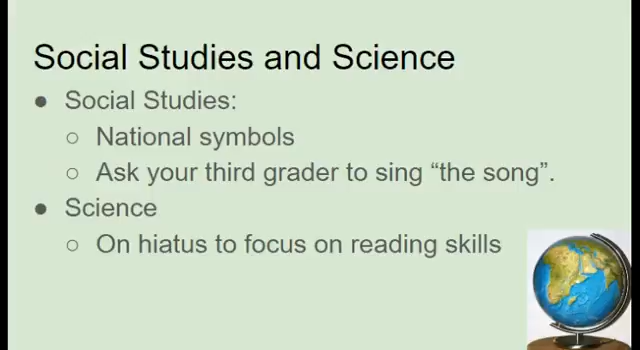 Social Studies and Science
● Social Studies:
○ National symbols
○ Ask your third grader to sing “the song”.
● Science
○ On hiatus to focus on reading skills